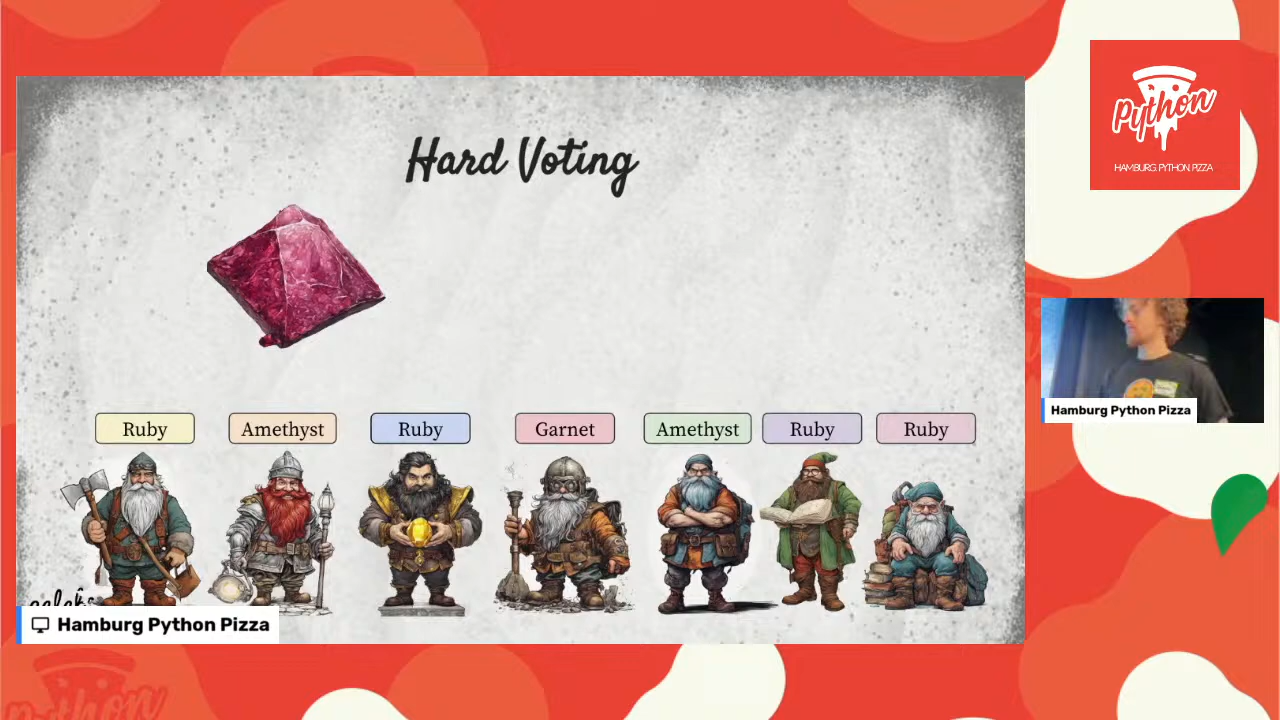 Hard Voting
Ruby
Amethyst
Ruby
Garnet
Amethyst
Ruby
Ruby
Hamburg Python Pizza
Python
HAMBURG.PYTHON.PIZZA
Hamburg Python Pizza
Python